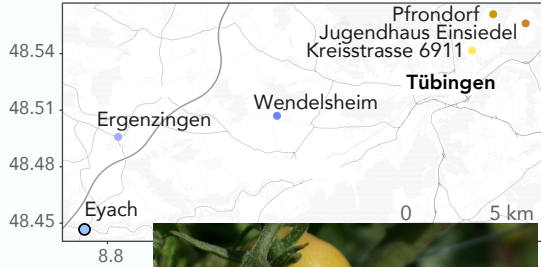 Pfrondorf
48.54
Jugendhaus Einsiedel
Kreisstrasse 6911
Tübingen
48.51
Wendelsheim
Ergenzingen
48.48
Eyach
0 5 km
48.45
8.8